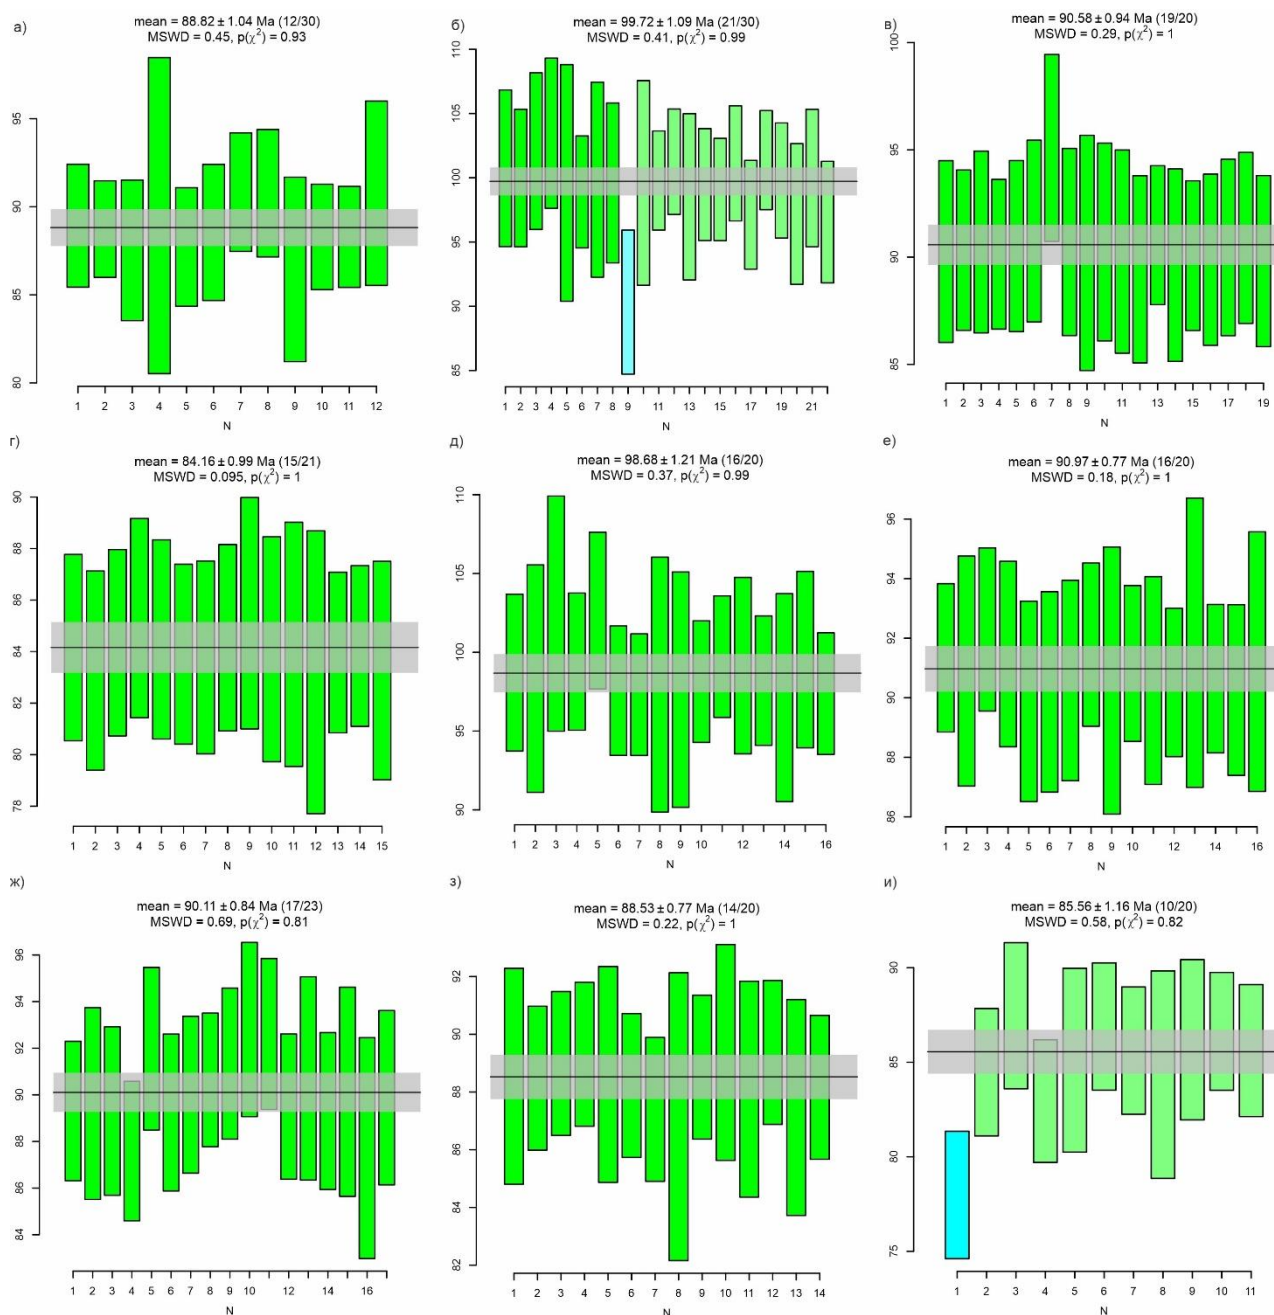 а)
mean = 88.82 ± 1.04 Ma (12/30)
MSWD = 0.45, p(χ²) = 0.93
95
90
85
80
1 2 3 4 5 6 7 8 9 10 11 12
N
б)
mean = 99.72 ± 1.09 Ma (21/30)
MSWD = 0.41, p(χ²) = 0.99
110
105
100
95
90
85
1 2 3 4 5 6 7 8 9 11 13 15 17 19 21
N
в)
mean = 90.58 ± 0.94 Ma (19/20)
MSWD = 0.29, p(χ²) = 1
100
95
90
85
1 2 3 4 5 6 7 8 9 11 13 15 17 19
N
г)
mean = 84.16 ± 0.99 Ma (15/21)
MSWD = 0.095, p(χ²) = 1
90
88
86
84
82
80
78
1 2 3 4 5 6 7 8 9 10 11 12 13 14 15
N
д)
mean = 98.68 ± 1.21 Ma (16/20)
MSWD = 0.37, p(χ²) = 0.99
110
105
100
95
90
1 2 3 4 5 6 7 8 9 10 12 14 16
N
е)
mean = 90.97 ± 0.77 Ma (16/20)
MSWD = 0.18, p(χ²) = 1
96
94
92
90
88
86
1 2 3 4 5 6 7 8 9 10 12 14 16
N
ж)
mean = 90.11 ± 0.84 Ma (17/23)
MSWD = 0.69, p(χ²) = 0.81
96
94
92
90
88
86
84
1 2 3 4 5 6 7 8 9 10 12 14 16
N
з)
mean = 88.53 ± 0.77 Ma (14/20)
MSWD = 0.22, p(χ²) = 1
92
90
88
86
84
82
1 2 3 4 5 6 7 8 9 10 11 12 13 14
N
и)
mean = 85.56 ± 1.16 Ma (10/20)
MSWD = 0.58, p(χ²) = 0.82
90
85
80
75
1 2 3 4 5 6 7 8 9 10 11
N